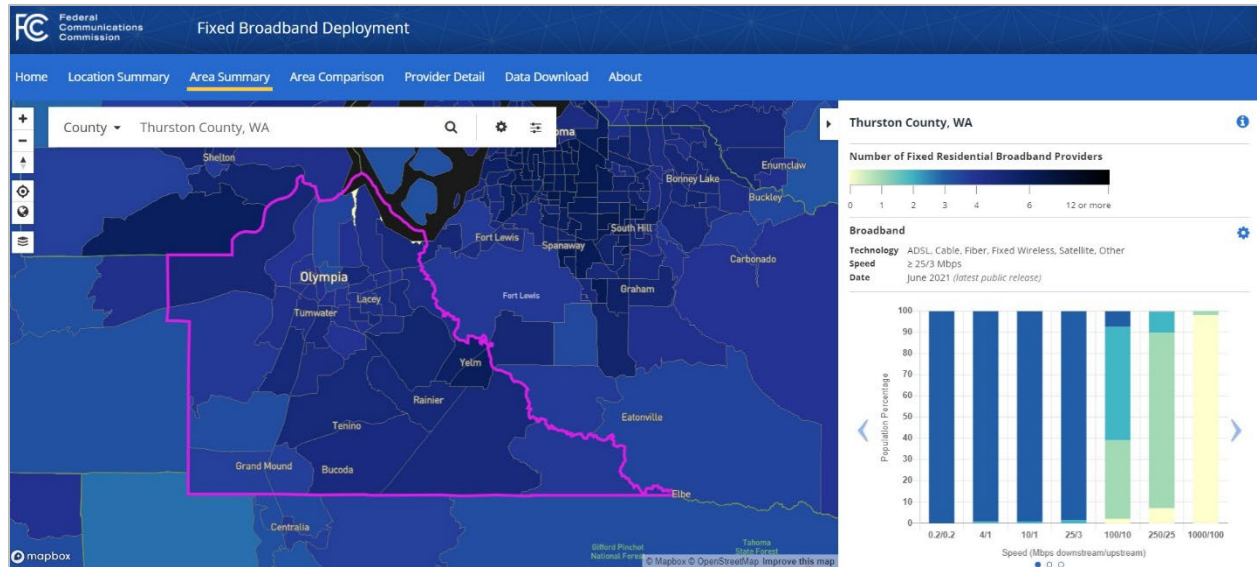 FC Federal
Communications
Commission
Fixed Broadband Deployment
Home Location Summary Area Summary Area Comparison Provider Detail Data Download About
County Thurston County, WA
oma
Shelton
Enumclaw
Bonney Lake
Buckley
South Hill
Fort Lewis
Spanaway
Carbonado
Olympia
Graham
Fort Lewis
Lacey
Tumwater
Yelm
Rainier
Eatonville
Tenino
Grand Mound
Bucoda
Elbe
Centralia
Gifford Pinchot
National Forest
Tahoma
State Forest
mapbox
© Mapbox © OpenStreetMap Improve this map
Thurston County, WA
Number of Fixed Residential Broadband Providers
0 1 2 3 4 6 12 or more
Broadband
Technology ADSL, Cable, Fiber, Fixed Wireless, Satellite, Other
Speed ≥ 25/3 Mbps
Date June 2021 (latest public release)
Population Percentage
100
90
80
70
60
50
40
30
20
10
0
0.2/0.2 4/1 10/1 25/3 100/10 250/25 1000/100
Speed (Mbps downstream/upstream)